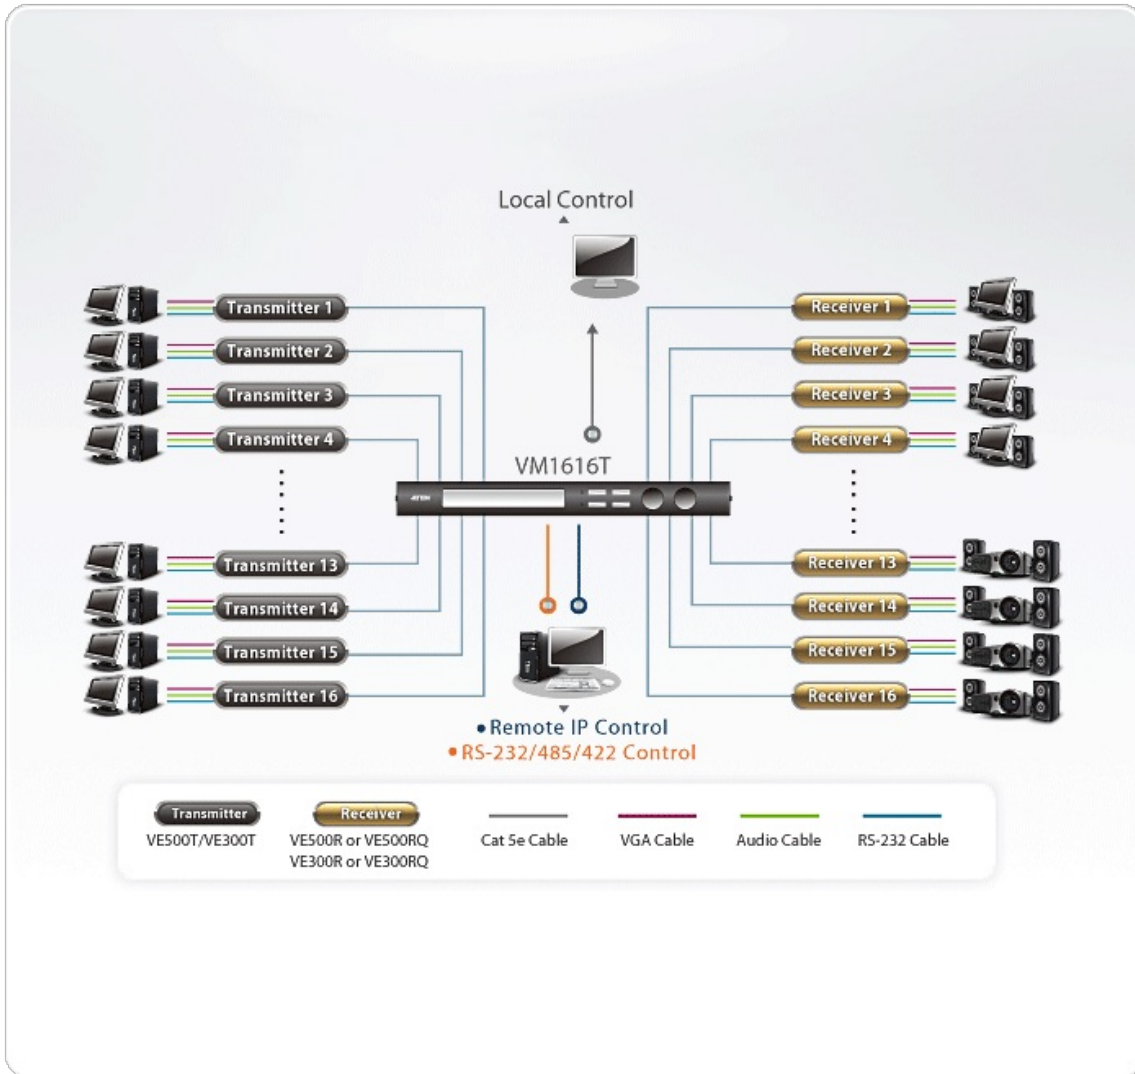 Local Control
Transmitter 1
Transmitter 2
Transmitter 3
Transmitter 4
Receiver 1
Receiver 2
Receiver 3
Receiver 4
VM1616T
ATEN
Transmitter 13
Transmitter 14
Transmitter 15
Transmitter 16
Receiver 13
Receiver 14
Receiver 15
Receiver 16
• Remote IP Control
• RS-232/485/422 Control
Transmitter
VE500T/VE300T
Receiver
VE500R or VE500RQ
VE300R or VE300RQ
Cat 5e Cable
VGA Cable
Audio Cable
RS-232 Cable